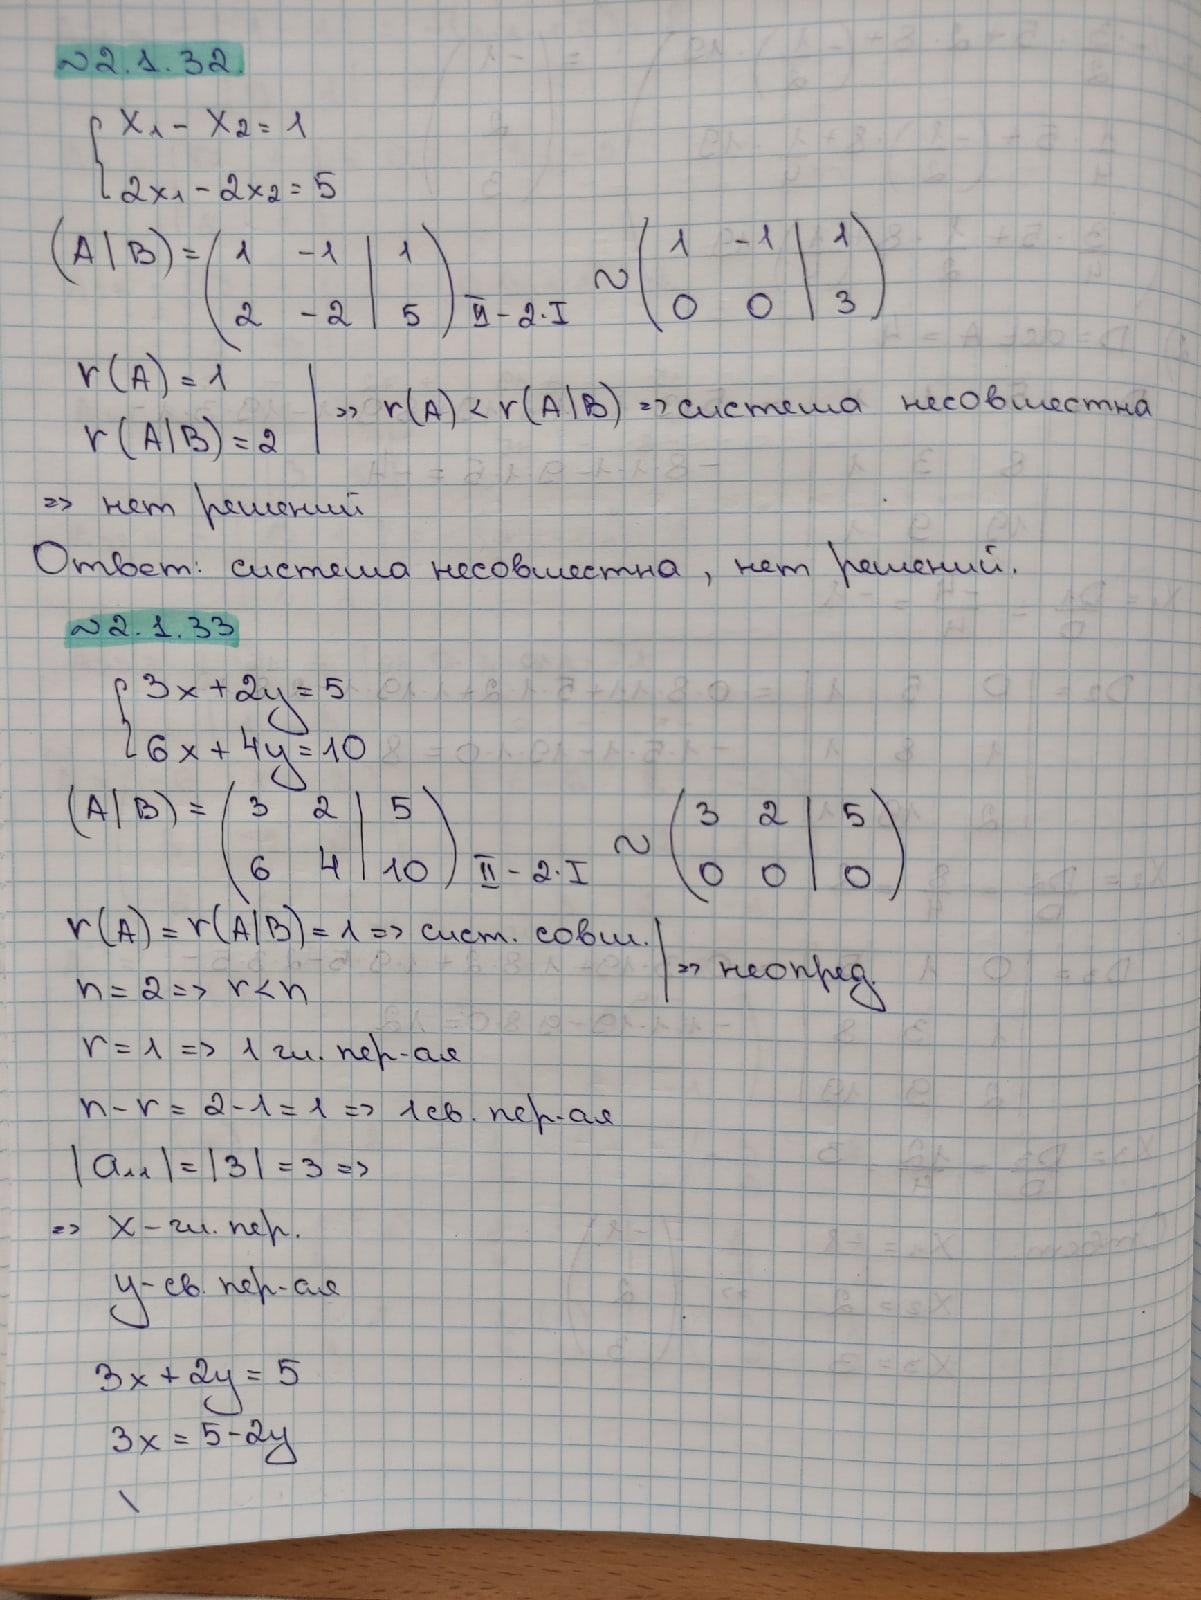 ~2.1.32.
x1 - x2 = 1
2x1 - 2x2 = 5
(A|B) = (1 -1 | 1) ~ (1 -1 | 1)
(2 -2 | 5) II - 2·I (0 0 | 3)
r(A) = 1
r(A|B) = 2
=> r(A) < r(A|B) => система несовместна
=> нет решений
Ответ: система несовместна, нет решений.
~2.1.33
3x + 2y = 5
6x + 4y = 10
(A|B) = (3 2 | 5) ~ (3 2 | 5)
(6 4 | 10) II - 2·I (0 0 | 0)
r(A) = r(A|B) = 1 => сист. совм.
n = 2 => r < n
=> неопред.
r = 1 => 1 гл. пер-ая
n - r = 2 - 1 = 1 => 1 св. пер-ая
|a11| = |3| = 3 =>
=> x - гл. пер.
y - св. пер-ая
3x + 2y = 5
3x = 5 - 2y